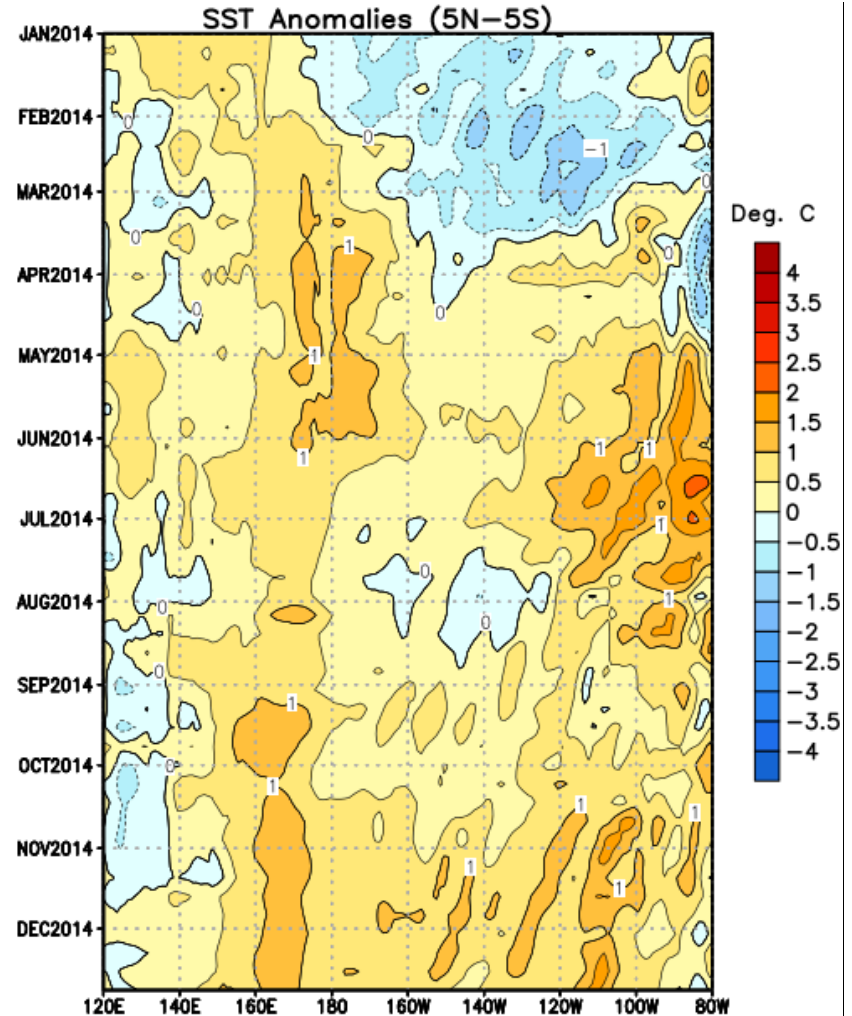 SST Anomalies (5N-5S)
JAN2014
FEB2014
0
0
-1
MAR2014
0
Deg. C
0
1
0
APR2014
0
0
MAY2014
1
JUN2014
1
1
1
JUL2014
1
0
AUG2014
0
1
0
SEP2014
0
1
OCT2014
0
1
1
1
NOV2014
1
1
DEC2014
120E 140E 160E 180 160W 140W 120W 100W 80W
4
3.5
3
2.5
2
1.5
1
0.5
0
-0.5
-1
-1.5
-2
-2.5
-3
-3.5
-4